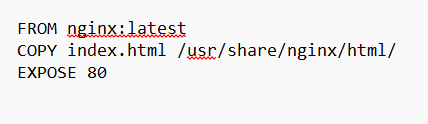 FROM nginx:latest
COPY index.html /usr/share/nginx/html/
EXPOSE 80